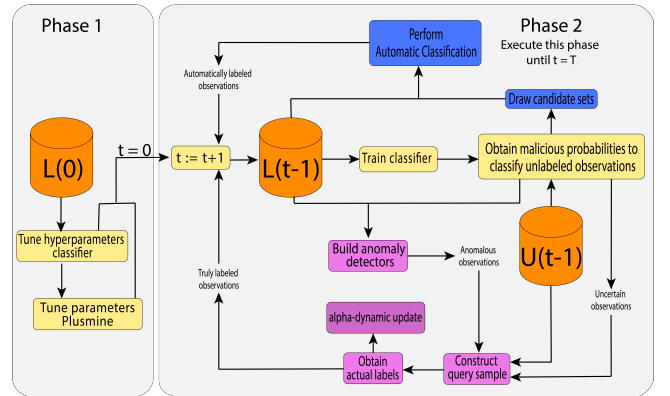 Phase 1
L(0)
Tune hyperparameters
classifier
Tune parameters
Plusmine
t = 0
Phase 2
Execute this phase
until t = T
Perform
Automatic Classification
Automatically labeled
observations
Draw candidate sets
t := t+1
L(t-1)
Train classifier
Obtain malicious probabilities to
classify unlabeled observations
Build anomaly
detectors
Anomalous
observations
U(t-1)
Truly labeled
observations
Uncertain
observations
alpha-dynamic update
Obtain
actual labels
Construct
query sample